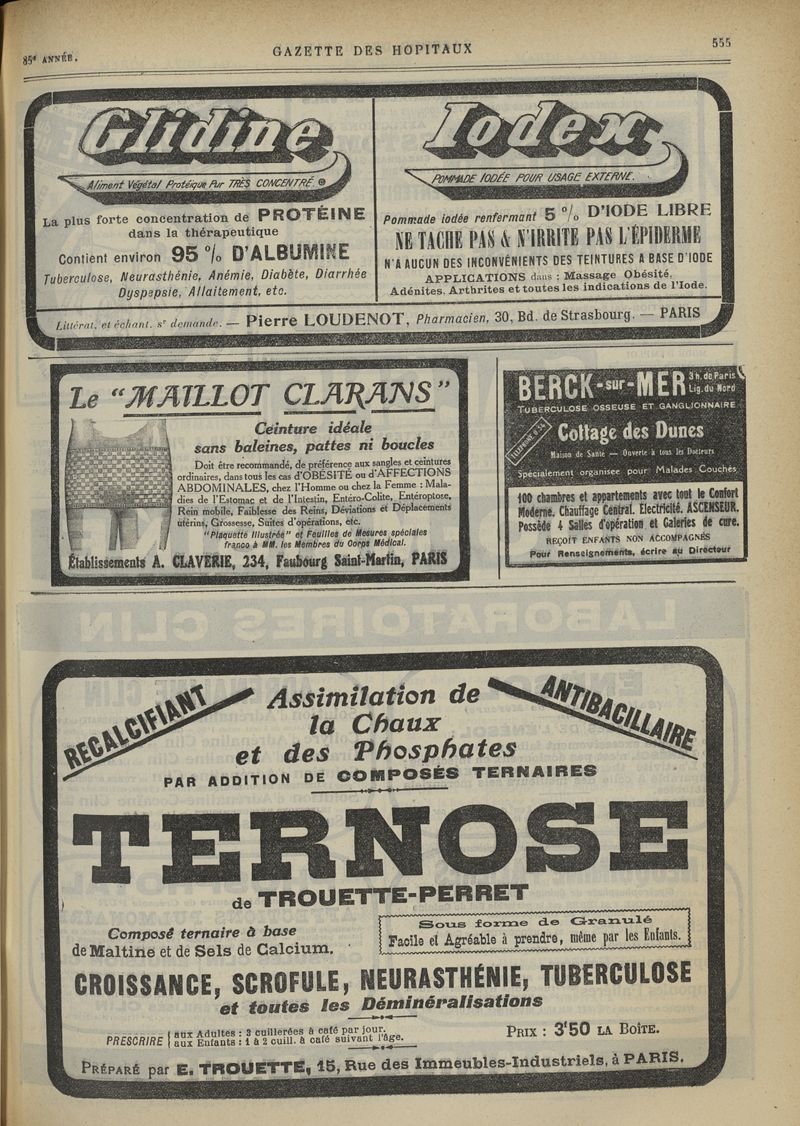 85e ANNÉE.
GAZETTE DES HOPITAUX
555
Glidine
Aliment Végétal Protéique Pur TRÈS CONCENTRÉ.
La plus forte concentration de PROTÉINE
dans la thérapeutique
Contient environ 95 % D'ALBUMINE
Tuberculose, Neurasthénie, Anémie, Diabète, Diarrhée
Dyspepsie, Allaitement, etc.
Iodex
POMMADE IODÉE POUR USAGE EXTERNE.
Pommade iodée renfermant 5 % D'IODE LIBRE
NE TACHE PAS & N'IRRITE PAS L'ÉPIDERME
N'A AUCUN DES INCONVÉNIENTS DES TEINTURES A BASE D'IODE
APPLICATIONS dans : Massage Obésité.
Adénites. Arthrites et toutes les indications de l'Iode.
Littérat. et échant. sr demande. — Pierre LOUDENOT, Pharmacien, 30, Bd. de Strasbourg. — PARIS
Le "MAILLOT CLARANS"
Ceinture idéale
sans baleines, pattes ni boucles
Doit être recommandé, de préférence aux sangles et ceintures
ordinaires, dans tous les cas d'OBÉSITÉ ou d'AFFECTIONS
ABDOMINALES, chez l'Homme ou chez la Femme : Mala-
dies de l'Estomac et de l'Intestin, Entéro-Colite, Entéroptose,
Rein mobile, Faiblesse des Reins, Déviations et Déplacements
utérins, Grossesse, Suites d'opérations, etc.
"Plaquette Illustrée" et Feuilles de Mesures spéciales
franco à MM. les Membres du Corps Médical.
Établissements A. CLAVERIE, 234, Faubourg Saint-Martin, PARIS
BERCK-sur-MER 3 h. de Paris
Lig. du Nord
TUBERCULOSE OSSEUSE ET GANGLIONNAIRE
TÉLÉPHONE 0.34
Cottage des Dunes
Maison de Santé — Ouverte à tous les Docteurs
Spécialement organisée pour Malades Couchés
100 chambres et appartements avec tout le Confort
Moderne. Chauffage Central. Electricité. ASCENSEUR.
Possède 4 Salles d'opération et Galeries de cure.
REÇOIT ENFANTS NON ACCOMPAGNÉS
Pour Renseignements, écrire au Directeur
LABORATOIRES CLIN
RECALCIFIANT
Assimilation de
la Chaux
et des Phosphates
ANTIBACILLAIRE
PAR ADDITION DE COMPOSÉS TERNAIRES
TERNOSE
de TROUETTE-PERRET
Composé ternaire à base
de Maltine et de Sels de Calcium.
Sous forme de Granulé
Facile et Agréable à prendre, même par les Enfants.
CROISSANCE, SCROFULE, NEURASTHÉNIE, TUBERCULOSE
et toutes les Déminéralisations
PRESCRIRE
aux Adultes : 3 cuillerées à café par jour.
aux Enfants : 1 à 2 cuill. à café suivant l'âge.
PRIX : 3f50 LA BOÎTE.
PRÉPARÉ par E. TROUETTE, 15, Rue des Immeubles-Industriels, à PARIS.